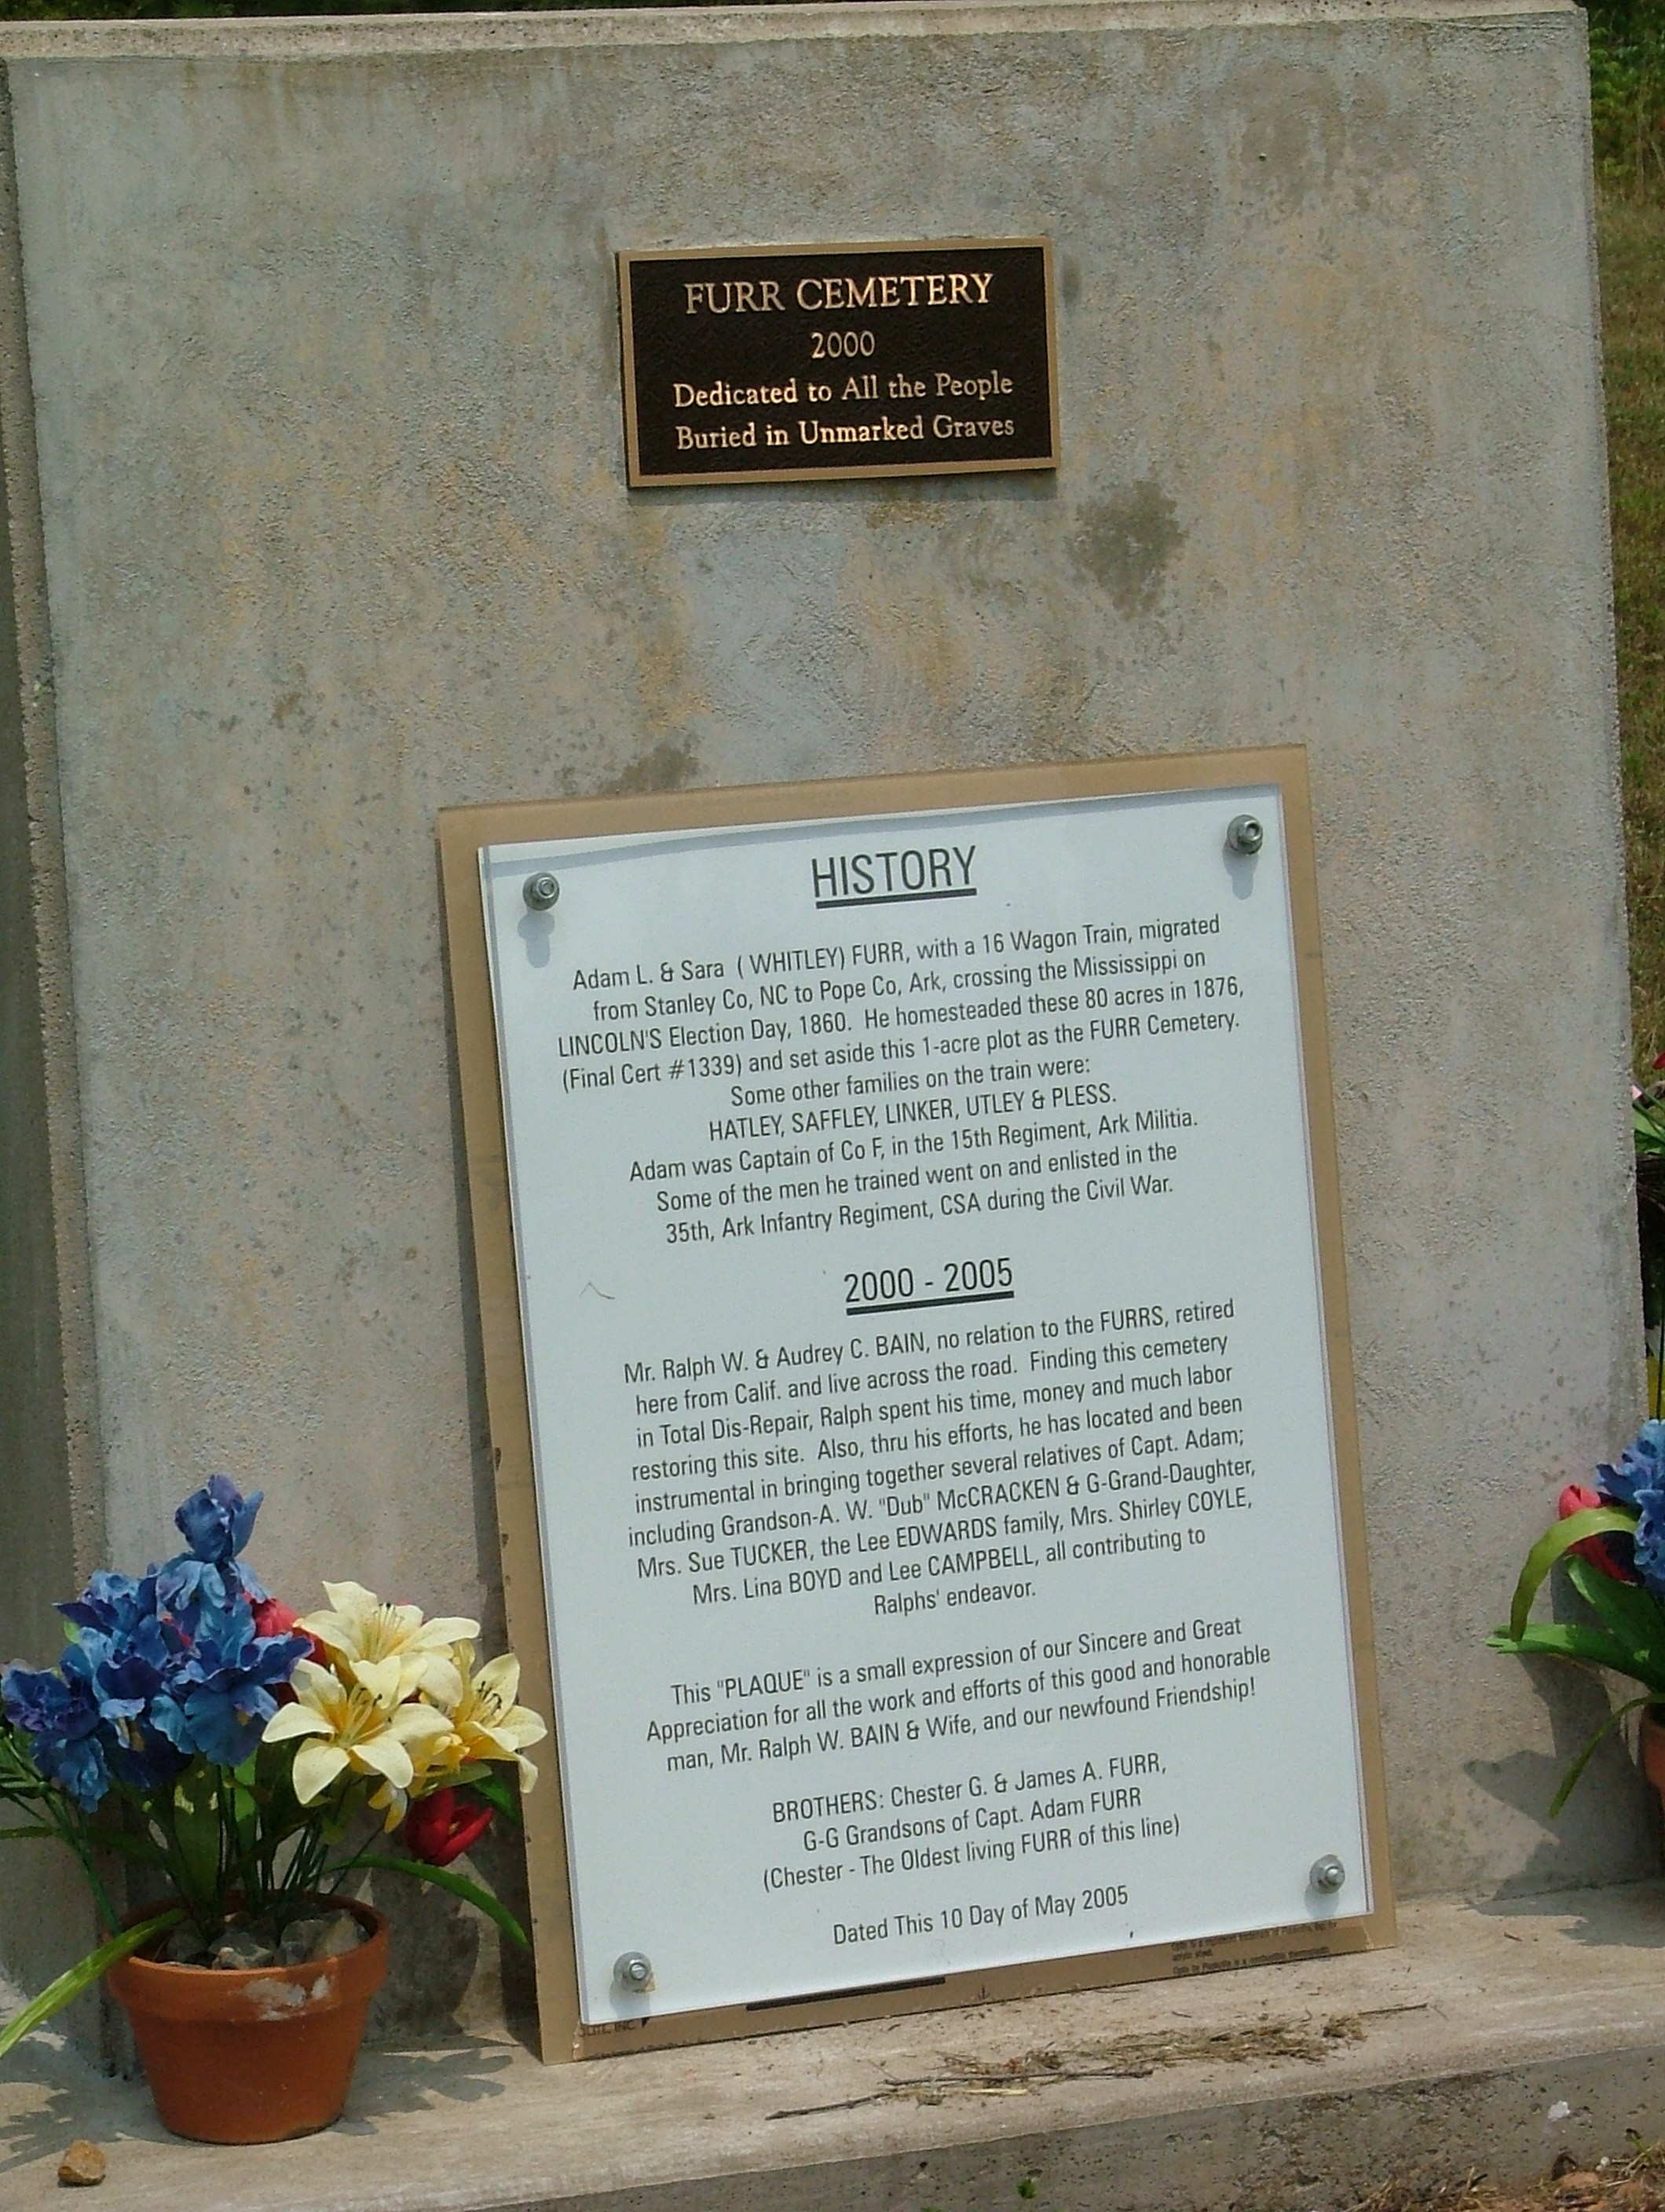 FURR CEMETERY
2000
Dedicated to All the People
Buried in Unmarked Graves
HISTORY
Adam L. & Sara ( WHITLEY) FURR, with a 16 Wagon Train, migrated
from Stanley Co, NC to Pope Co, Ark, crossing the Mississippi on
LINCOLN'S Election Day, 1860. He homesteaded these 80 acres in 1876,
(Final Cert #1339) and set aside this 1-acre plot as the FURR Cemetery.
Some other families on the train were:
HATLEY, SAFFLEY, LINKER, UTLEY & PLESS.
Adam was Captain of Co F, in the 15th Regiment, Ark Militia.
Some of the men he trained went on and enlisted in the
35th, Ark Infantry Regiment, CSA during the Civil War.
2000 - 2005
Mr. Ralph W. & Audrey C. BAIN, no relation to the FURRS, retired
here from Calif. and live across the road. Finding this cemetery
in Total Dis-Repair, Ralph spent his time, money and much labor
restoring this site. Also, thru his efforts, he has located and been
instrumental in bringing together several relatives of Capt. Adam;
including Grandson-A. W. "Dub" McCRACKEN & G-Grand-Daughter,
Mrs. Sue TUCKER, the Lee EDWARDS family, Mrs. Shirley COYLE,
Mrs. Lina BOYD and Lee CAMPBELL, all contributing to
Ralphs' endeavor.
This "PLAQUE" is a small expression of our Sincere and Great
Appreciation for all the work and efforts of this good and honorable
man, Mr. Ralph W. BAIN & Wife, and our newfound Friendship!
BROTHERS: Chester G. & James A. FURR,
G-G Grandsons of Capt. Adam FURR
(Chester - The Oldest living FURR of this line)
Dated This 10 Day of May 2005